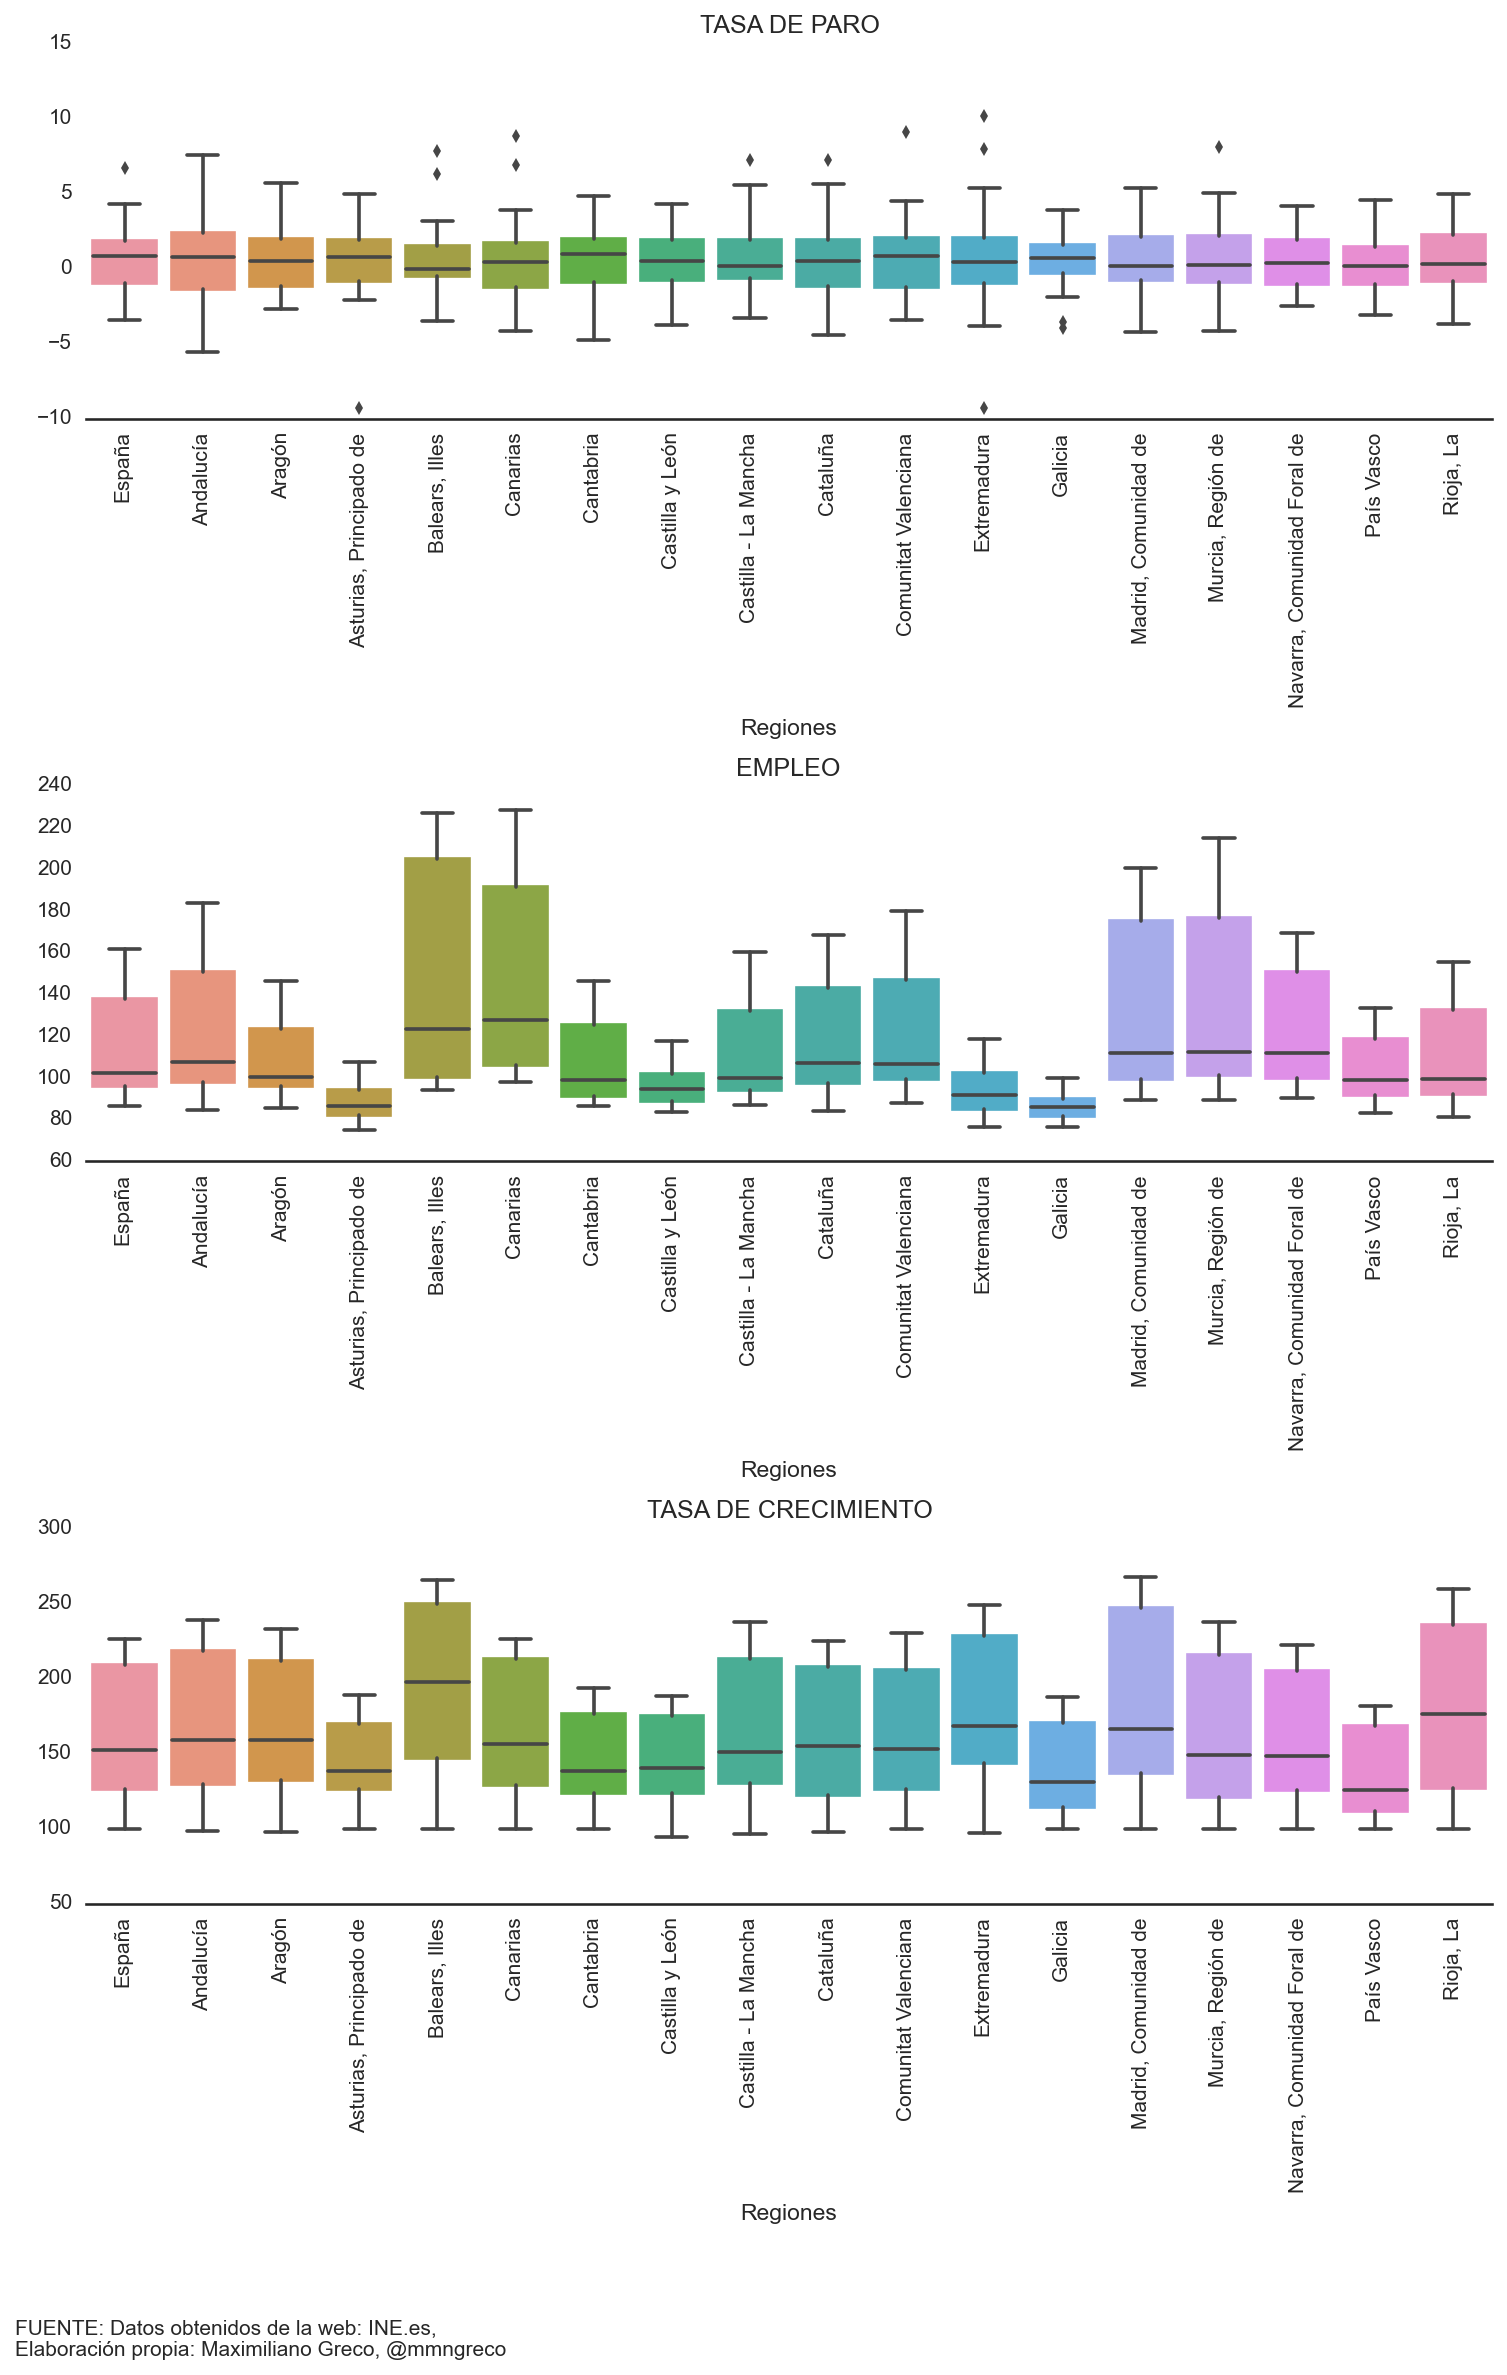 TASA DE PARO
15
10
5
0
−5
−10
España
Andalucía
Aragón
Asturias, Principado de
Balears, Illes
Canarias
Cantabria
Castilla y León
Castilla - La Mancha
Cataluña
Comunitat Valenciana
Extremadura
Galicia
Madrid, Comunidad de
Murcia, Región de
Navarra, Comunidad Foral de
País Vasco
Rioja, La
Regiones
EMPLEO
240
220
200
180
160
140
120
100
80
60
España
Andalucía
Aragón
Asturias, Principado de
Balears, Illes
Canarias
Cantabria
Castilla y León
Castilla - La Mancha
Cataluña
Comunitat Valenciana
Extremadura
Galicia
Madrid, Comunidad de
Murcia, Región de
Navarra, Comunidad Foral de
País Vasco
Rioja, La
Regiones
TASA DE CRECIMIENTO
300
250
200
150
100
50
España
Andalucía
Aragón
Asturias, Principado de
Balears, Illes
Canarias
Cantabria
Castilla y León
Castilla - La Mancha
Cataluña
Comunitat Valenciana
Extremadura
Galicia
Madrid, Comunidad de
Murcia, Región de
Navarra, Comunidad Foral de
País Vasco
Rioja, La
Regiones
FUENTE: Datos obtenidos de la web: INE.es,
Elaboración propia: Maximiliano Greco, @mmngreco